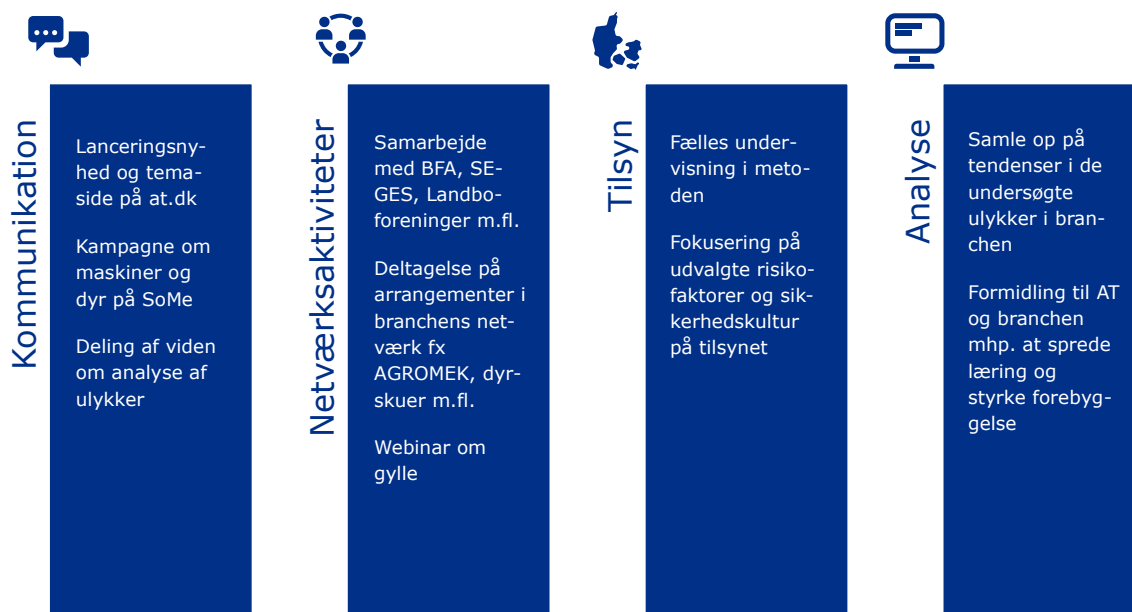 Kommunikation
Lanceringsny-
hed og tema-
side på at.dk
Kampagne om
maskiner og
dyr på SoMe
Deling af viden
om analyse af
ulykker
Netværksaktiviteter
Samarbejde
med BFA, SE-
GES, Landbo-
foreninger m.fl.
Deltagelse på
arrangementer i
branchens net-
værk fx
AGROMEK, dyr-
skuer m.fl.
Webinar om
gylle
Tilsyn
Fælles under-
visning i meto-
den
Fokusering på
udvalgte risiko-
faktorer og sik-
kerhedskultur
på tilsynet
Analyse
Samle op på
tendenser i de
undersøgte
ulykker i bran-
chen
Formidling til AT
og branchen
mhp. at sprede
læring og
styrke forebyg-
gelse